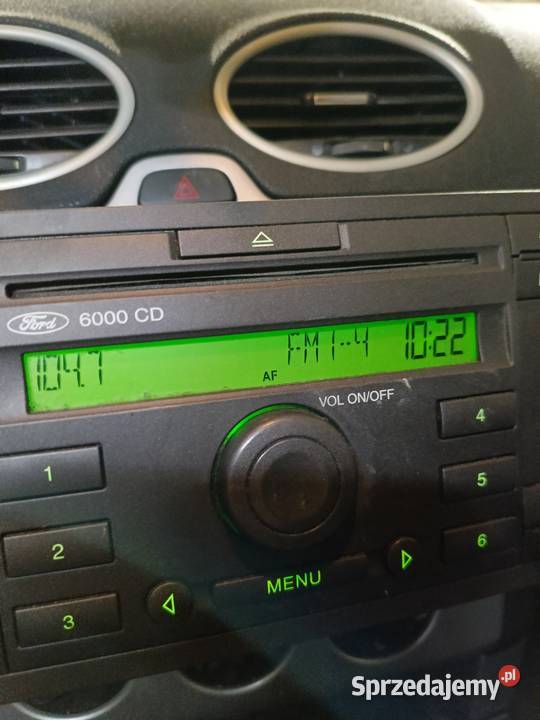 Ford 6000 CD
104.7 AF FM1-4 10:22
VOL ON/OFF
1
2
3
4
5
6
MENU
Sprzedajemy.pl